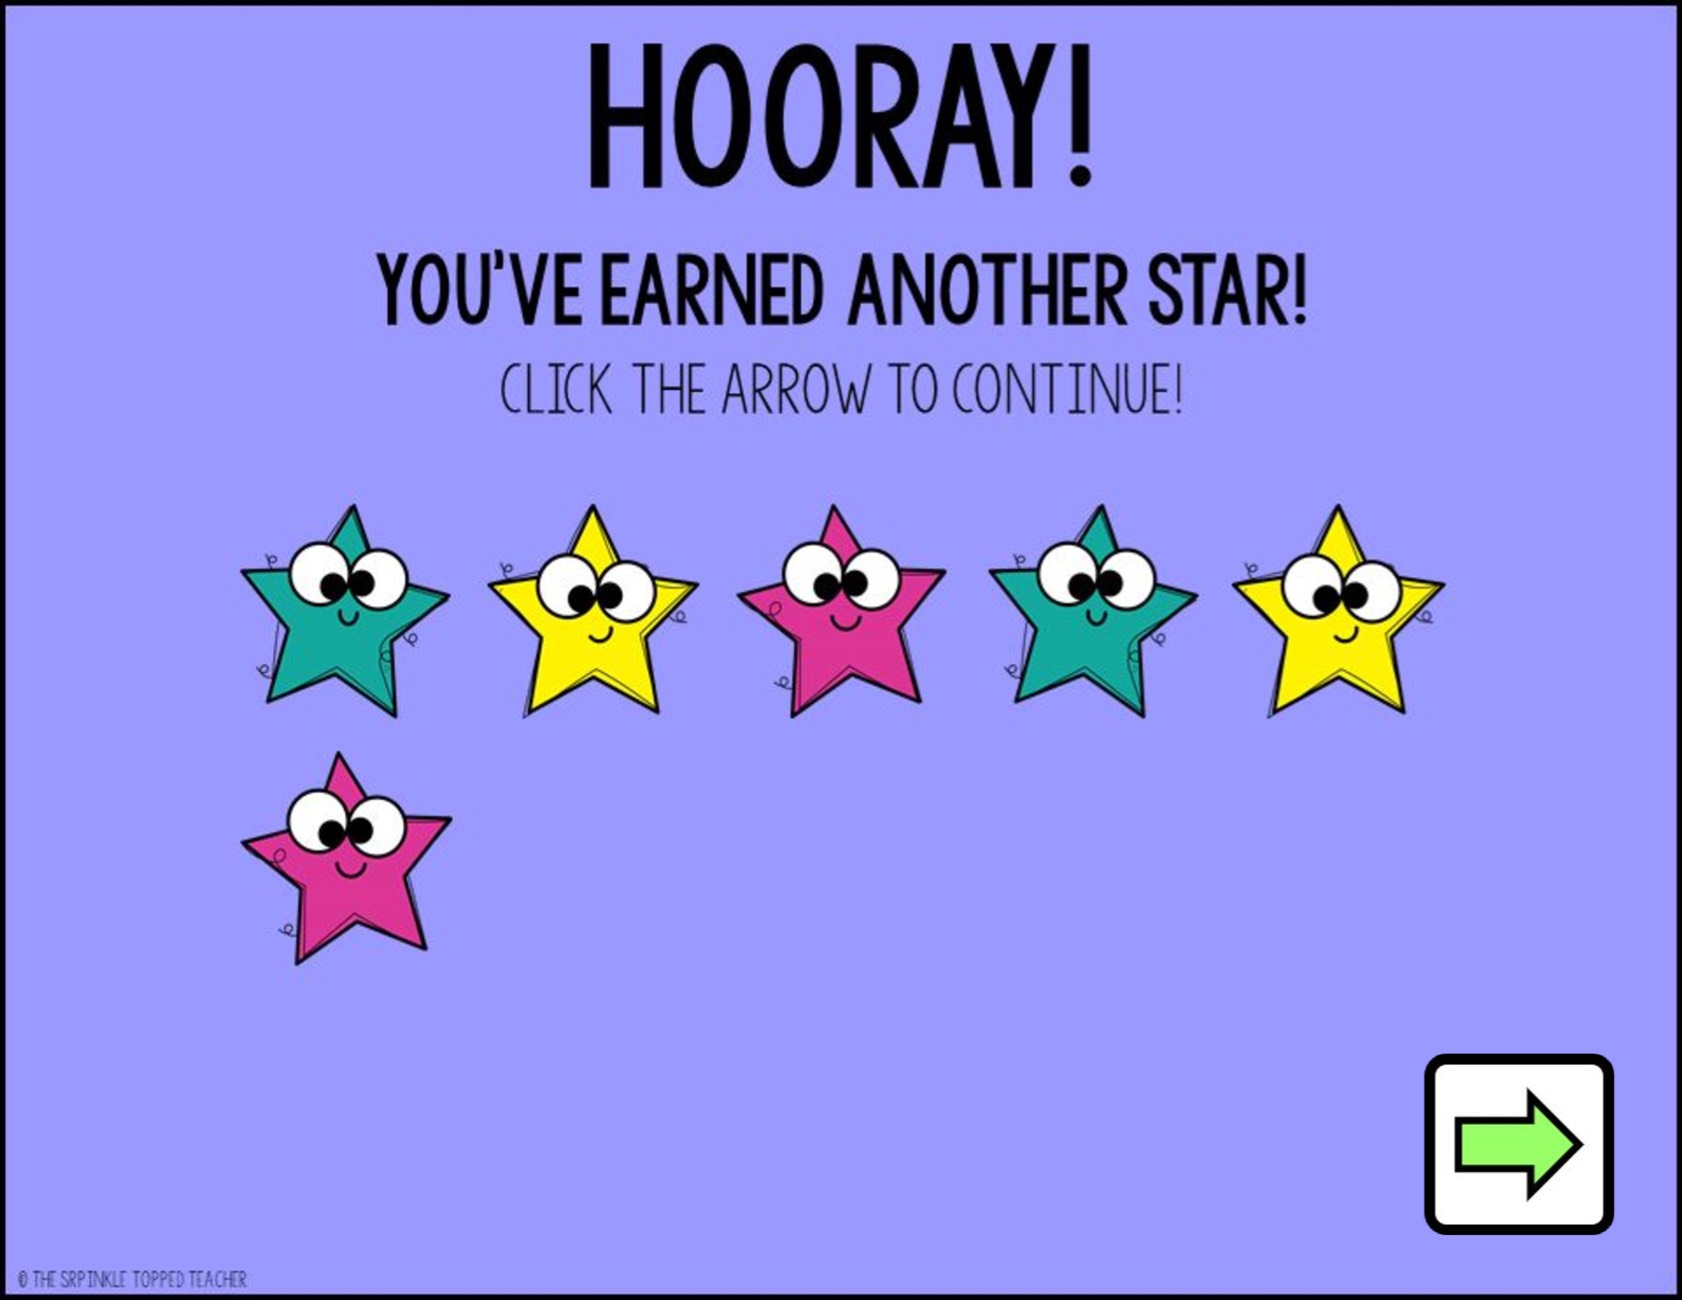 HOORAY!
YOU'VE EARNED ANOTHER STAR!
CLICK THE ARROW TO CONTINUE!
© THE SRPINKLE TOPPED TEACHER